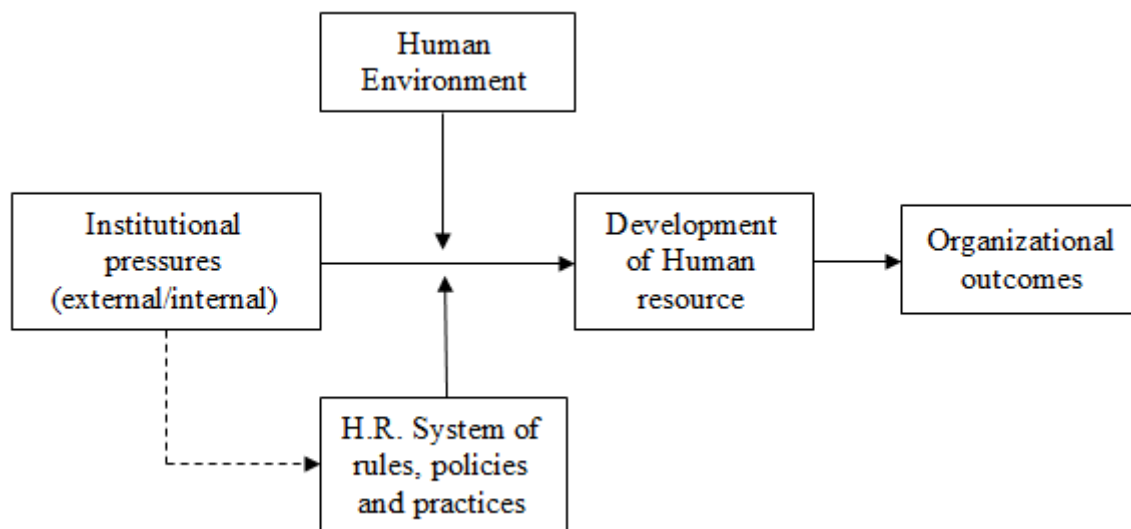 Human
Environment
Institutional
pressures
(external/internal)
Development
of Human
resource
Organizational
outcomes
H.R. System of
rules, policies
and practices